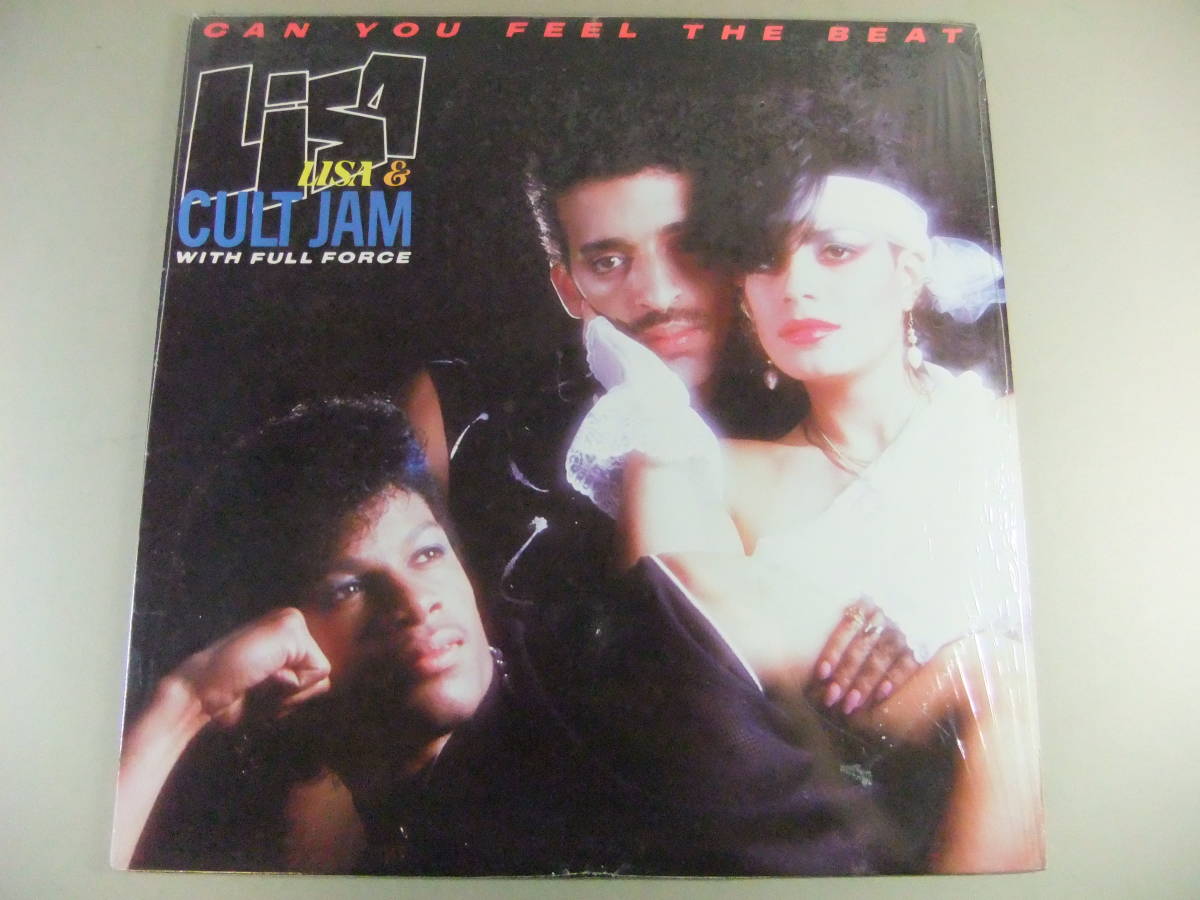 CAN YOU FEEL THE BEAT
LISA
LISA &
CULT JAM
WITH FULL FORCE